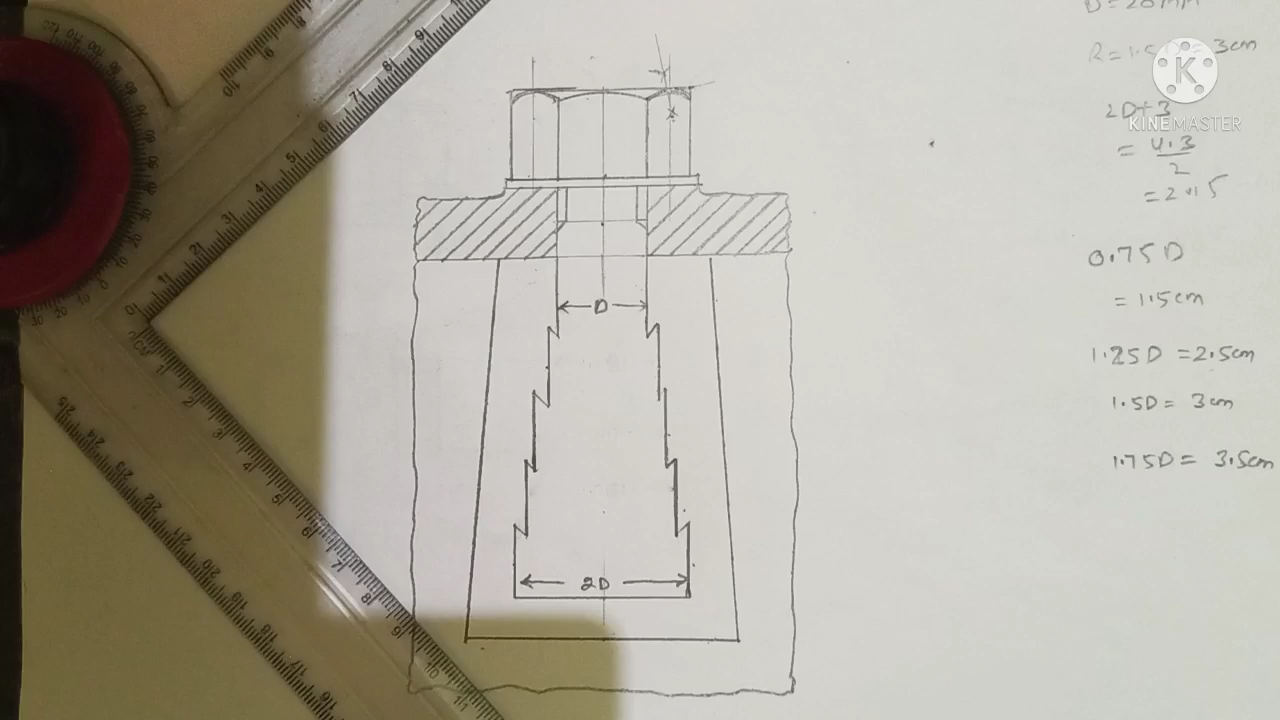 D=20MM
R=1.5D=3cm
K
KINEMASTER
2D+3
= 4.3
2
=2.15
0.75D
= 1.5cm
1.25D =2.5cm
1.5D= 3cm
1.75D= 3.5cm
D
2D